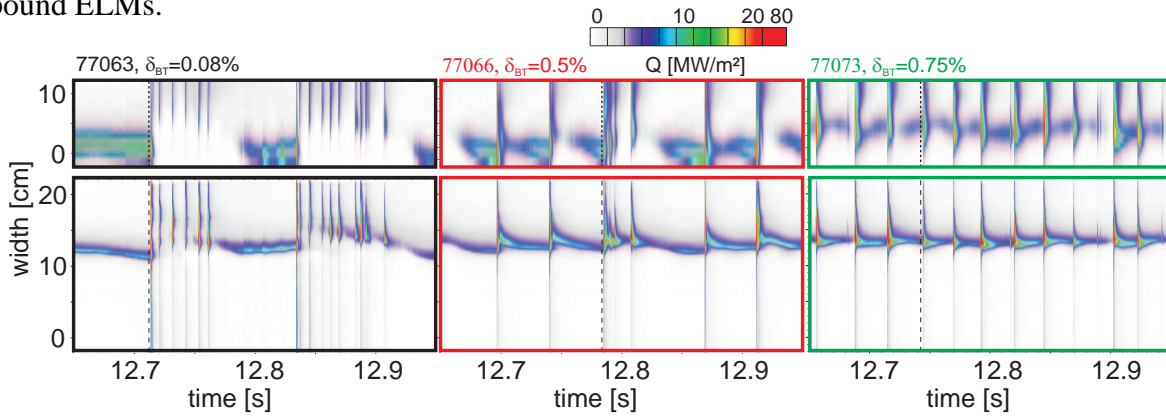 bound ELMs.
0 10 20 80
77063, δBT=0.08% 77066, δBT=0.5% Q [MW/m²] 77073, δBT=0.75%
10
5
0
width [cm]
20
10
0
12.7 12.8 12.9 12.7 12.8 12.9 12.7 12.8 12.9
time [s] time [s] time [s]